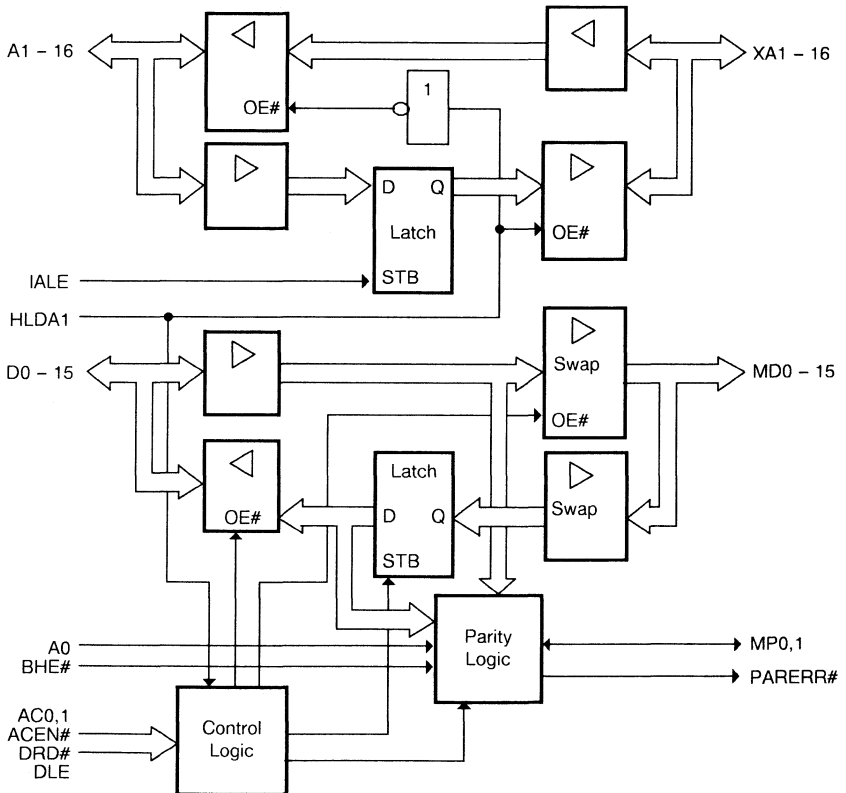 A1 – 16
XA1 – 16
OE#
1
D Q
Latch
STB
OE#
IALE
HLDA1
D0 – 15
Swap
OE#
MD0 – 15
OE#
Latch
D Q
STB
Swap
A0
BHE#
Parity
Logic
MP0,1
PARERR#
AC0,1
ACEN#
DRD#
DLE
Control
Logic